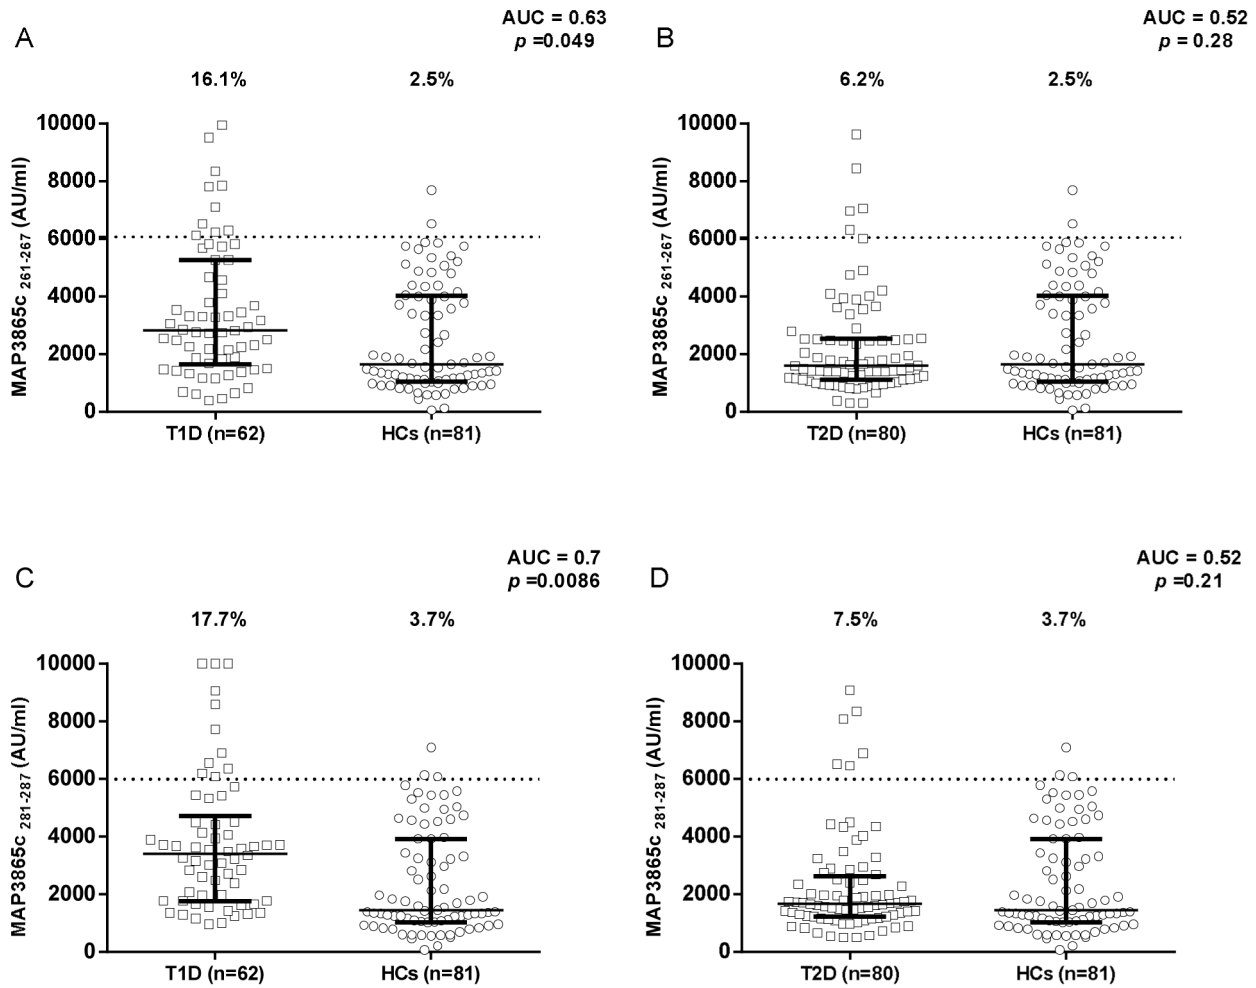 A
AUC = 0.63
p =0.049
16.1%
2.5%
MAP3865c 261-267 (AU/ml)
10000
8000
6000
4000
2000
0
T1D (n=62)
HCs (n=81)
B
AUC = 0.52
p = 0.28
6.2%
2.5%
MAP3865c 261-267 (AU/ml)
10000
8000
6000
4000
2000
0
T2D (n=80)
HCs (n=81)
C
AUC = 0.7
p =0.0086
17.7%
3.7%
MAP3865c 281-287 (AU/ml)
10000
8000
6000
4000
2000
0
T1D (n=62)
HCs (n=81)
D
AUC = 0.52
p =0.21
7.5%
3.7%
MAP3865c 281-287 (AU/ml)
10000
8000
6000
4000
2000
0
T2D (n=80)
HCs (n=81)